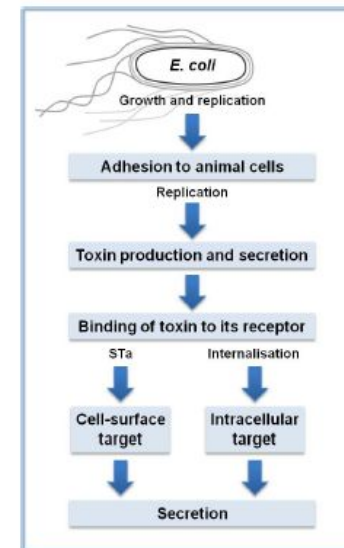 E. coli
Growth and replication
Adhesion to animal cells
Replication
Toxin production and secretion
Binding of toxin to its receptor
STa Internalisation
Cell-surface Intracellular
target target
Secretion